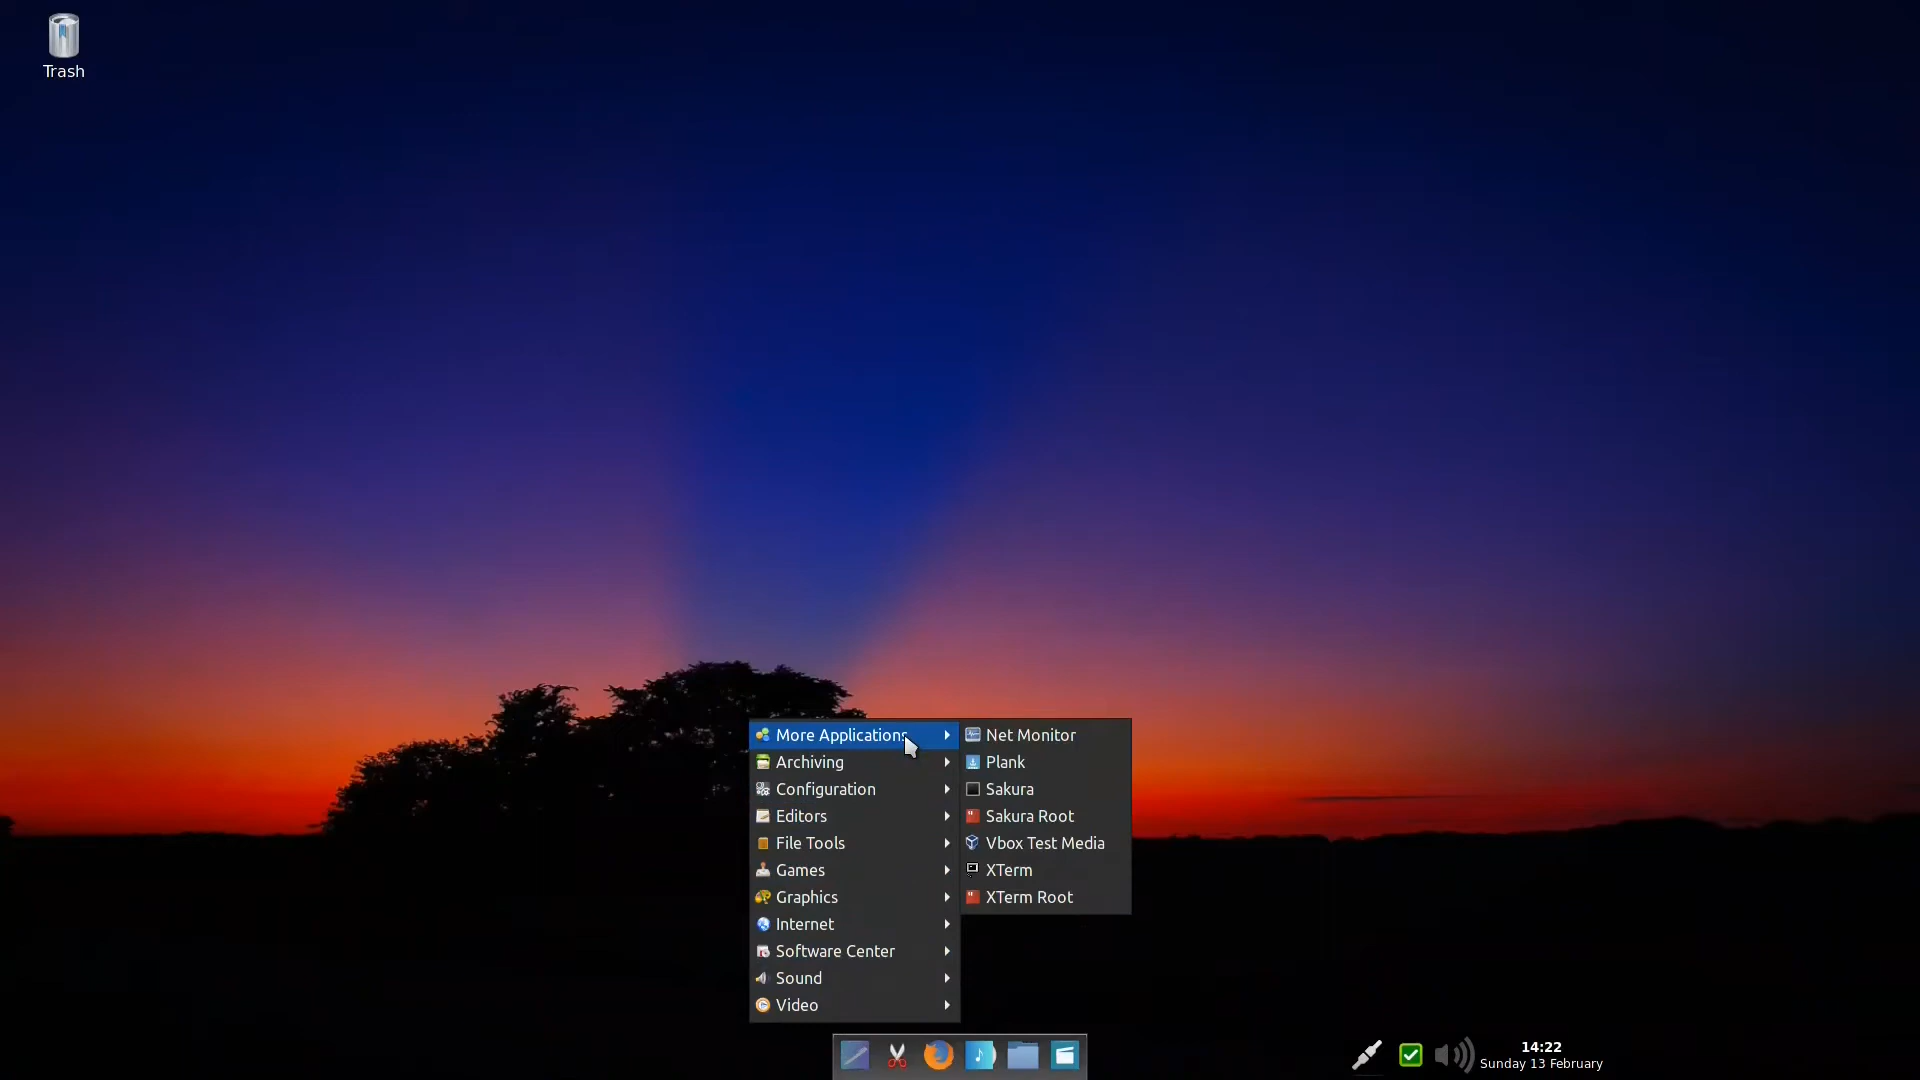 Trash
More Applications
Archiving
Configuration
Editors
File Tools
Games
Graphics
Internet
Software Center
Sound
Video
Net Monitor
Plank
Sakura
Sakura Root
Vbox Test Media
XTerm
XTerm Root
14:22
Sunday 13 February